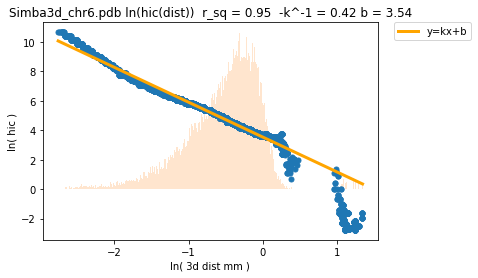 Simba3d_chr6.pdb ln(hic(dist))  r_sq = 0.95  -k^-1 = 0.42 b = 3.54
y=kx+b
ln( hic )
10
8
6
4
2
0
−2
−2
−1
0
1
ln( 3d dist mm )